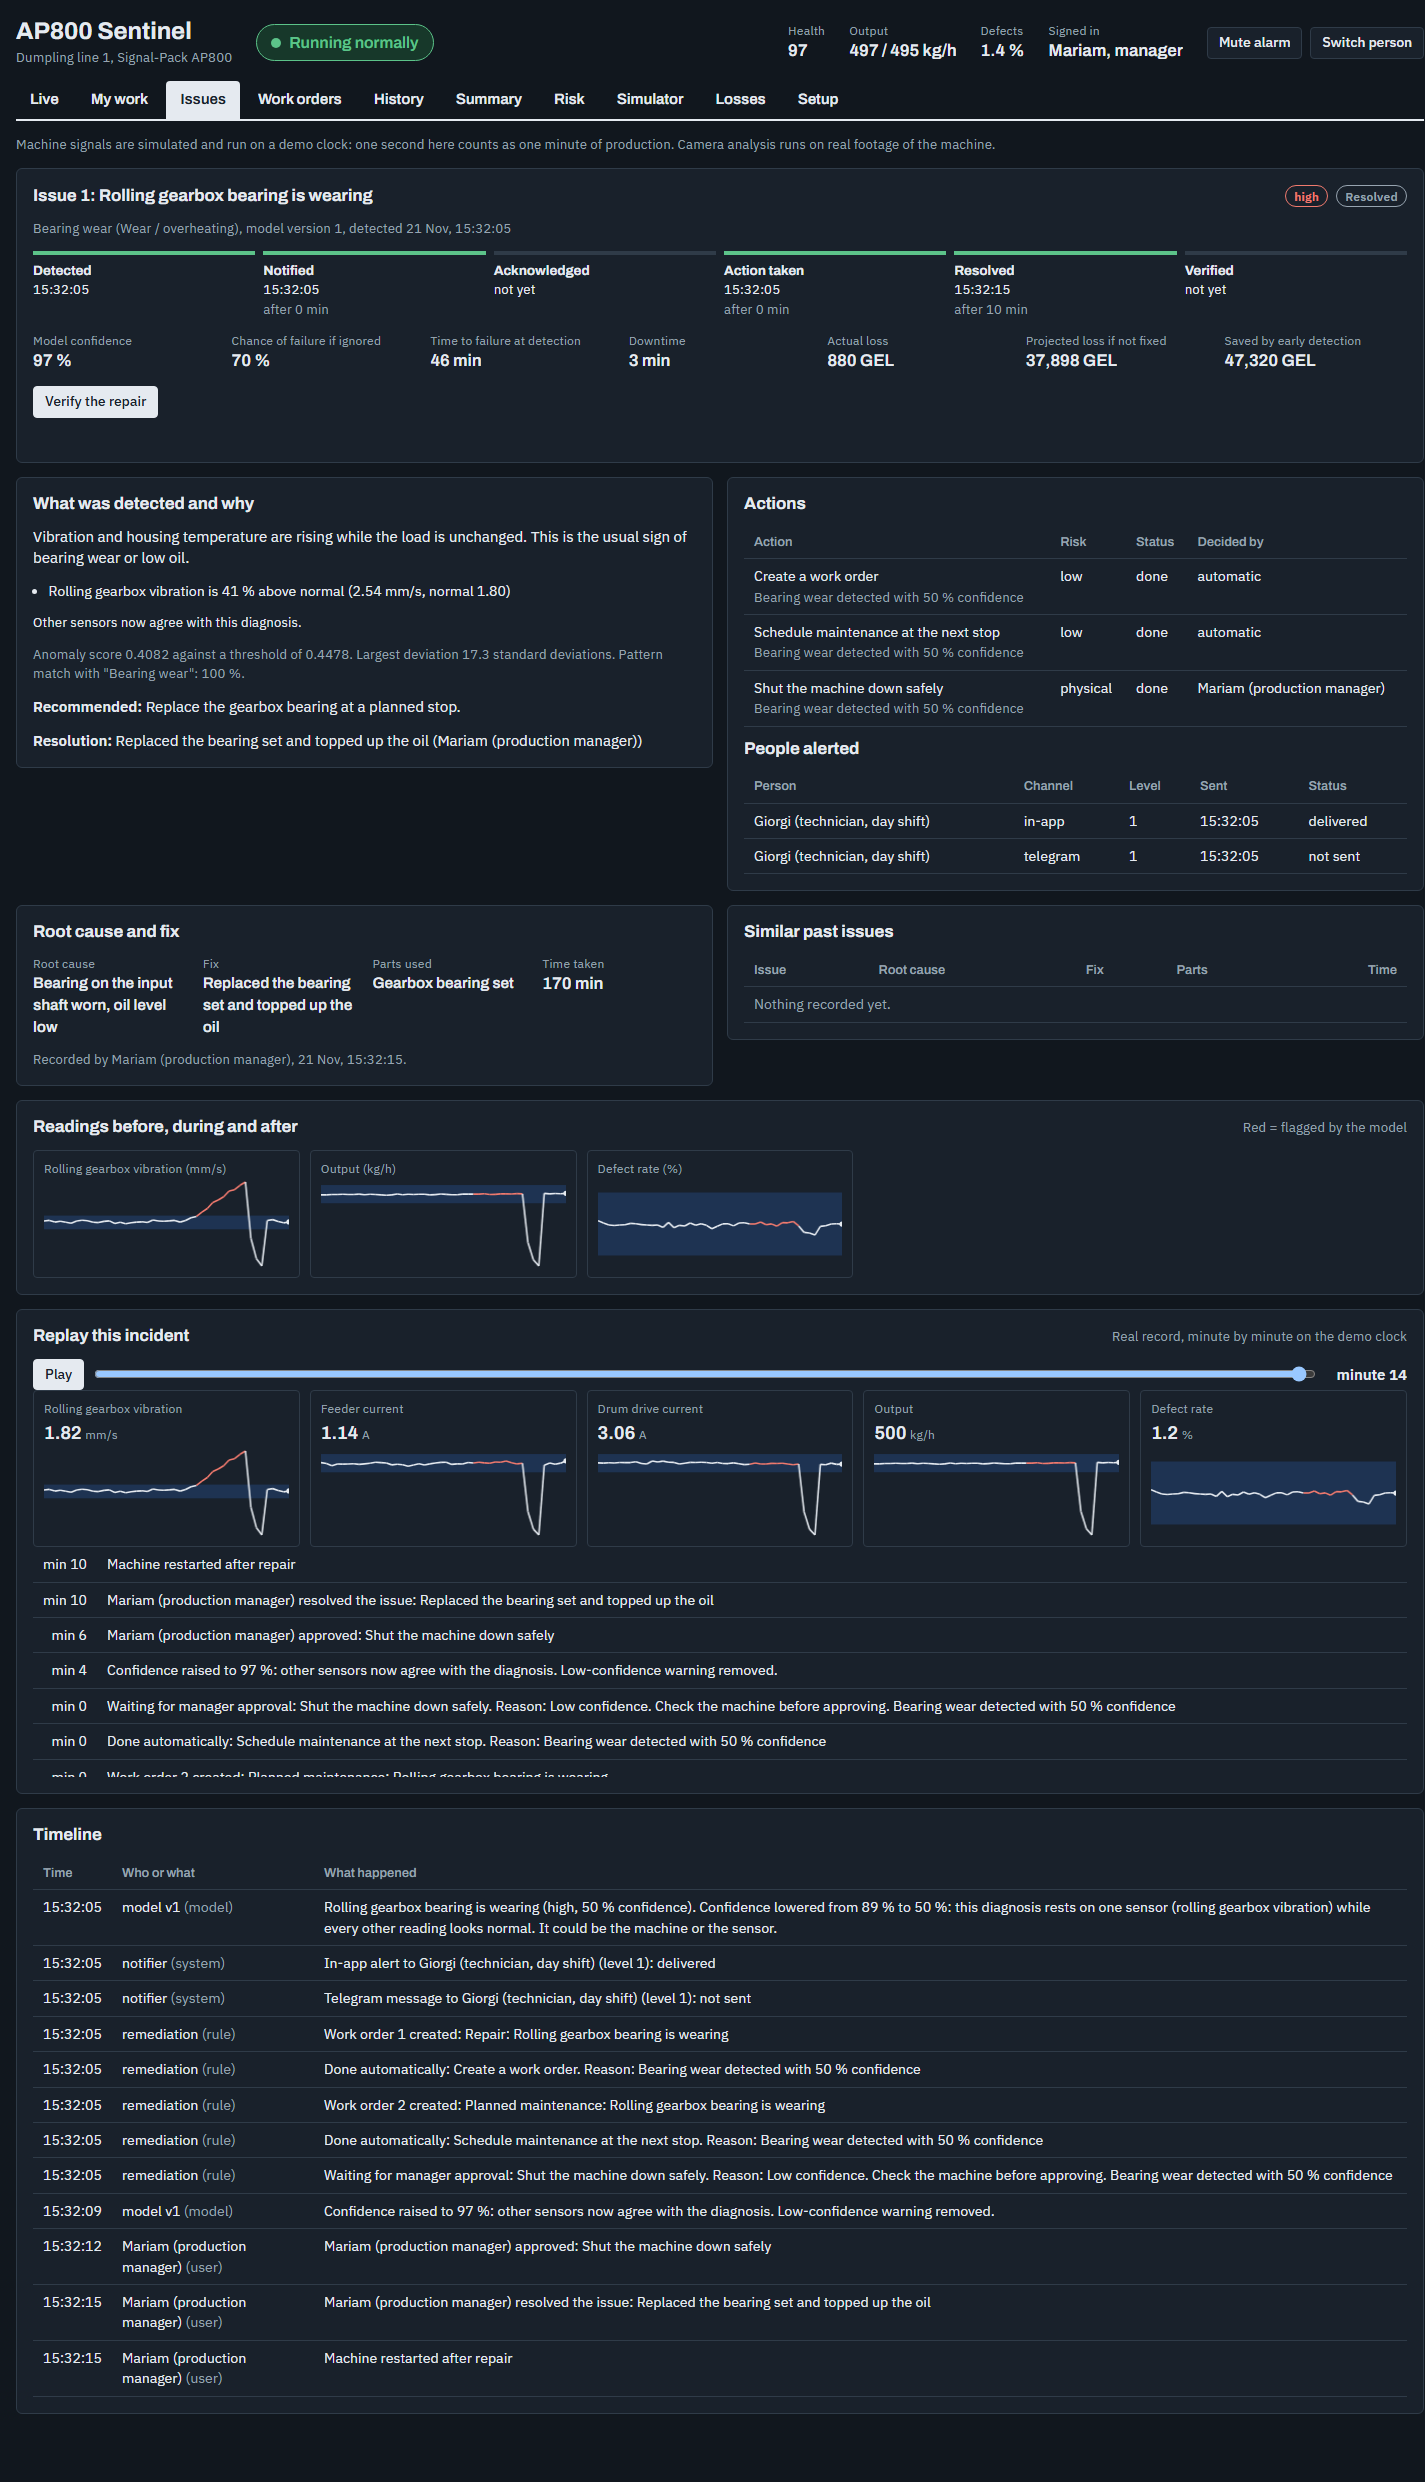 AP800 Sentinel
Dumpling line 1, Signal-Pack AP800
Running normally
Health
97
Output
497 / 495 kg/h
Defects
1.4 %
Signed in
Mariam, manager
Mute alarm
Switch person
Live
My work
Issues
Work orders
History
Summary
Risk
Simulator
Losses
Setup
Machine signals are simulated and run on a demo clock: one second here counts as one minute of production. Camera analysis runs on real footage of the machine.
Issue 1: Rolling gearbox bearing is wearing
high
Resolved
Bearing wear (Wear / overheating), model version 1, detected 21 Nov, 15:32:05
Detected
15:32:05
Notified
15:32:05
after 0 min
Acknowledged
not yet
Action taken
15:32:05
after 0 min
Resolved
15:32:15
after 10 min
Verified
not yet
Model confidence
97 %
Chance of failure if ignored
70 %
Time to failure at detection
46 min
Downtime
3 min
Actual loss
880 GEL
Projected loss if not fixed
37,898 GEL
Saved by early detection
47,320 GEL
Verify the repair
What was detected and why
Vibration and housing temperature are rising while the load is unchanged. This is the usual sign of
bearing wear or low oil.
• Rolling gearbox vibration is 41 % above normal (2.54 mm/s, normal 1.80)
Other sensors now agree with this diagnosis.
Anomaly score 0.4082 against a threshold of 0.4478. Largest deviation 17.3 standard deviations. Pattern
match with "Bearing wear": 100 %.
Recommended: Replace the gearbox bearing at a planned stop.
Resolution: Replaced the bearing set and topped up the oil (Mariam (production manager))
Actions
Action Risk Status Decided by
Create a work order low done automatic
Bearing wear detected with 50 % confidence
Schedule maintenance at the next stop low done automatic
Bearing wear detected with 50 % confidence
Shut the machine down safely physical done Mariam (production manager)
Bearing wear detected with 50 % confidence
People alerted
Person Channel Level Sent Status
Giorgi (technician, day shift) in-app 1 15:32:05 delivered
Giorgi (technician, day shift) telegram 1 15:32:05 not sent
Root cause and fix
Root cause
Bearing on the input
shaft worn, oil level
low
Fix
Replaced the bearing
set and topped up the
oil
Parts used
Gearbox bearing set
Time taken
170 min
Recorded by Mariam (production manager), 21 Nov, 15:32:15.
Similar past issues
Issue Root cause Fix Parts Time
Nothing recorded yet.
Readings before, during and after
Red = flagged by the model
Rolling gearbox vibration (mm/s)
Output (kg/h)
Defect rate (%)
Replay this incident
Real record, minute by minute on the demo clock
Play
minute 14
Rolling gearbox vibration
1.82 mm/s
Feeder current
1.14 A
Drum drive current
3.06 A
Output
500 kg/h
Defect rate
1.2 %
min 10 Machine restarted after repair
min 10 Mariam (production manager) resolved the issue: Replaced the bearing set and topped up the oil
min 6 Mariam (production manager) approved: Shut the machine down safely
min 4 Confidence raised to 97 %: other sensors now agree with the diagnosis. Low-confidence warning removed.
min 0 Waiting for manager approval: Shut the machine down safely. Reason: Low confidence. Check the machine before approving. Bearing wear detected with 50 % confidence
min 0 Done automatically: Schedule maintenance at the next stop. Reason: Bearing wear detected with 50 % confidence
min 0 Work order 2 created: Planned maintenance: Rolling gearbox bearing is wearing
Timeline
Time Who or what What happened
15:32:05 model v1 (model) Rolling gearbox bearing is wearing (high, 50 % confidence). Confidence lowered from 89 % to 50 %: this diagnosis rests on one sensor (rolling gearbox vibration) while
every other reading looks normal. It could be the machine or the sensor.
15:32:05 notifier (system) In-app alert to Giorgi (technician, day shift) (level 1): delivered
15:32:05 notifier (system) Telegram message to Giorgi (technician, day shift) (level 1): not sent
15:32:05 remediation (rule) Work order 1 created: Repair: Rolling gearbox bearing is wearing
15:32:05 remediation (rule) Done automatically: Create a work order. Reason: Bearing wear detected with 50 % confidence
15:32:05 remediation (rule) Work order 2 created: Planned maintenance: Rolling gearbox bearing is wearing
15:32:05 remediation (rule) Done automatically: Schedule maintenance at the next stop. Reason: Bearing wear detected with 50 % confidence
15:32:05 remediation (rule) Waiting for manager approval: Shut the machine down safely. Reason: Low confidence. Check the machine before approving. Bearing wear detected with 50 % confidence
15:32:09 model v1 (model) Confidence raised to 97 %: other sensors now agree with the diagnosis. Low-confidence warning removed.
15:32:12 Mariam (production Mariam (production manager) approved: Shut the machine down safely
manager) (user)
15:32:15 Mariam (production Mariam (production manager) resolved the issue: Replaced the bearing set and topped up the oil
manager) (user)
15:32:15 Mariam (production Machine restarted after repair
manager) (user)